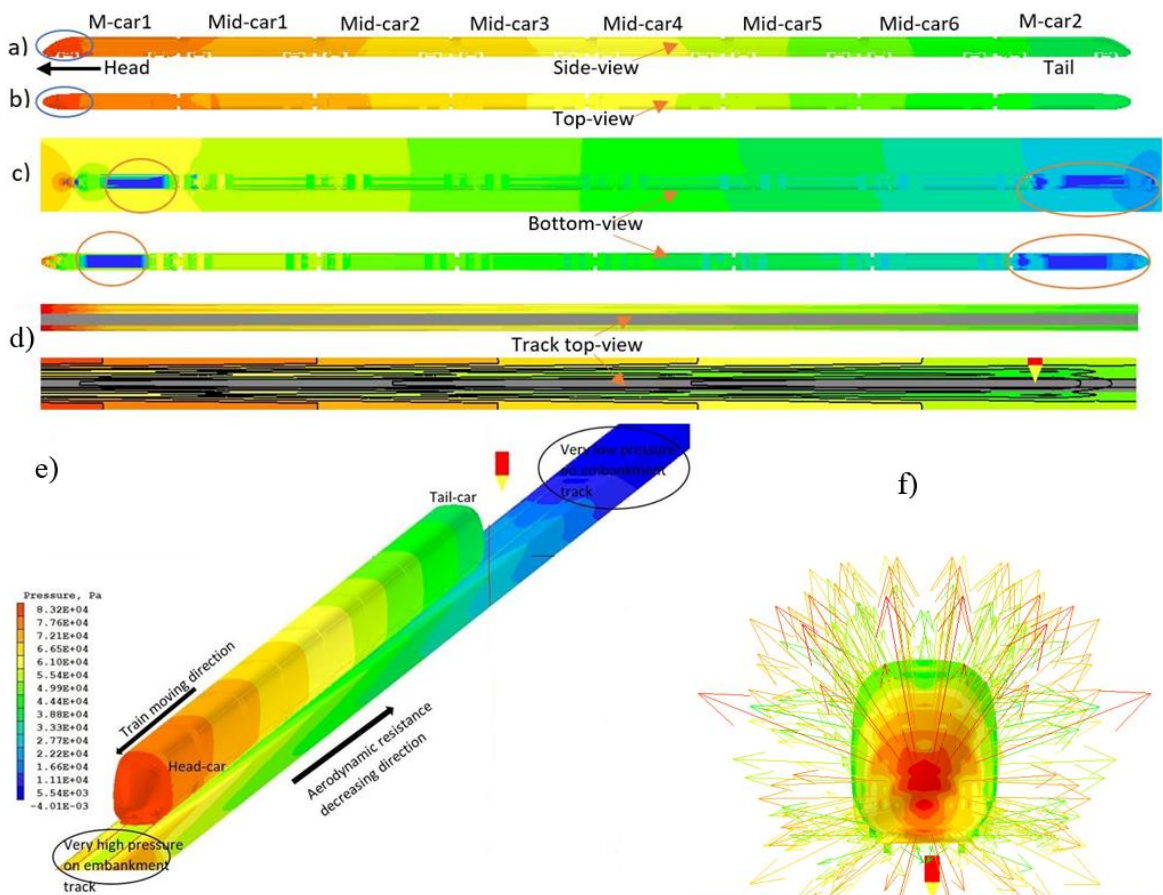 M-car1 Mid-car1 Mid-car2 Mid-car3 Mid-car4 Mid-car5 Mid-car6 M-car2
a)
Head Side-view Tail
b)
Top-view
c)
Bottom-view
d)
Track top-view
e)
Very low pressure
on embankment
track
f)
Tail-car
Pressure, Pa
8.32E+04
7.76E+04
7.21E+04
6.65E+04
6.10E+04
5.54E+04
4.99E+04
4.44E+04
3.88E+04
3.33E+04
2.77E+04
2.22E+04
1.66E+04
1.11E+04
5.54E+03
-4.01E-03
Train moving direction
Head-car
Aerodynamic resistance
decreasing direction
Very high pressure
on embankment
track